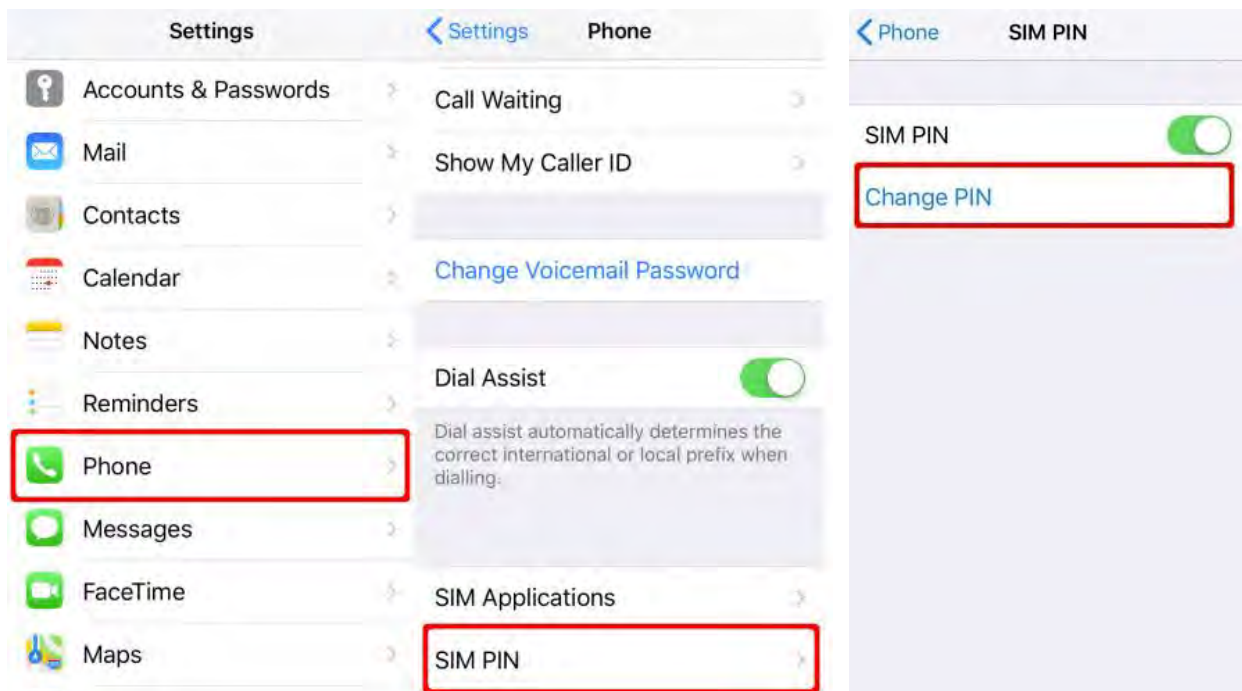 Settings
Accounts & Passwords
Mail
Contacts
Calendar
Notes
Reminders
Phone
Messages
FaceTime
Maps
Settings
Phone
Call Waiting
Show My Caller ID
Change Voicemail Password
Dial Assist
Dial assist automatically determines the
correct international or local prefix when
dialling.
SIM Applications
SIM PIN
Phone
SIM PIN
SIM PIN
Change PIN